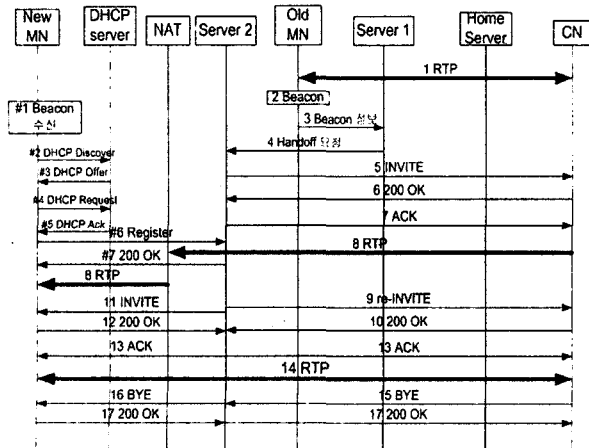 New
MN
DHCP
server
NAT
Server 2
Old
MN
Server 1
Home
Server
CN
1 RTP
#1 Beacon
수신
2 Beacon
3 Beacon 정보
4 Handoff 요청
#2 DHCP Discover
#3 DHCP Offer
5 INVITE
6 200 OK
#4 DHCP Request
7 ACK
#5 DHCP Ack
#6 Register
8 RTP
#7 200 OK
8 RTP
11 INVITE
9 re-INVITE
12 200 OK
10 200 OK
13 ACK
13 ACK
14 RTP
16 BYE
15 BYE
17 200 OK
17 200 OK